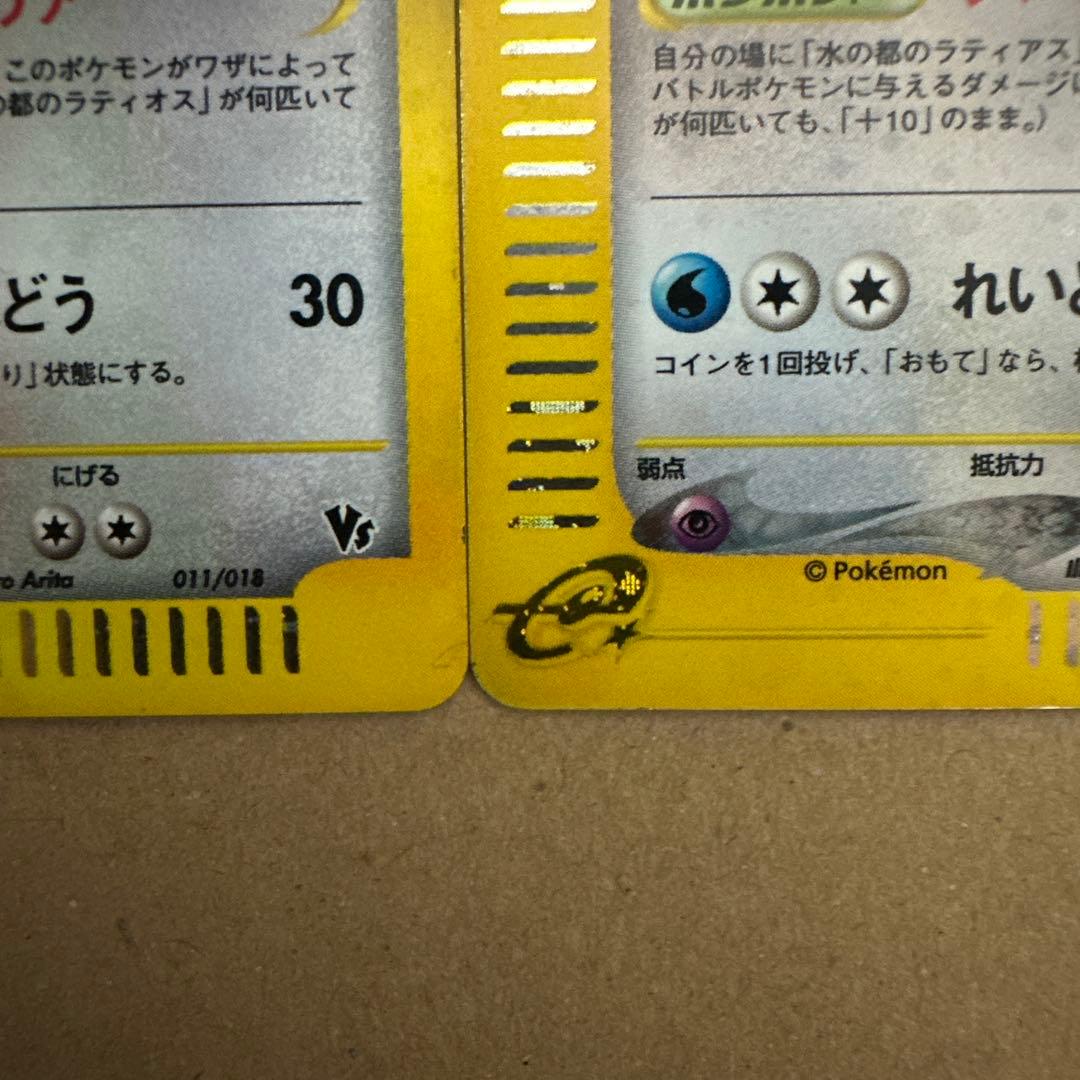 このポケモンがワザによって
の都のラティオス」が何匹いて
どう 30
り」状態にする。
にげる
Vs
ro Arita 011/018
自分の場に「水の都のラティアス」
バトルポケモンに与えるダメージ
が何匹いても、「＋10」のまま。）
れいと
コインを1回投げ、「おもて」なら、
弱点 抵抗力
© Pokémon
e